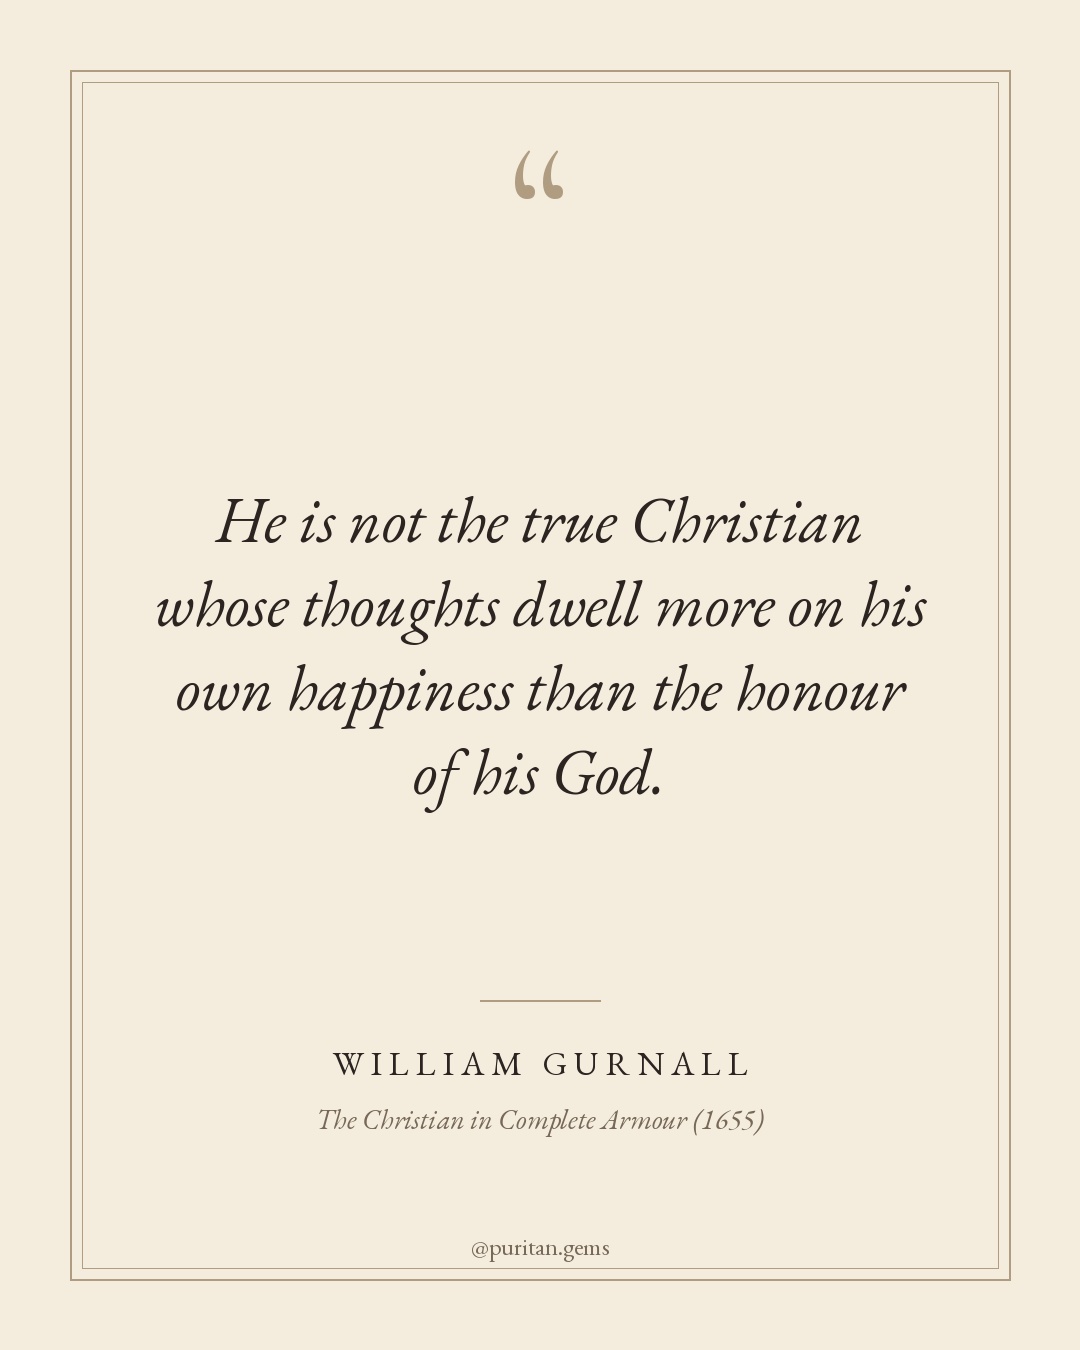 “
He is not the true Christian
whose thoughts dwell more on his
own happiness than the honour
of his God.
WILLIAM GURNALL
The Christian in Complete Armour (1655)
@puritan.gems